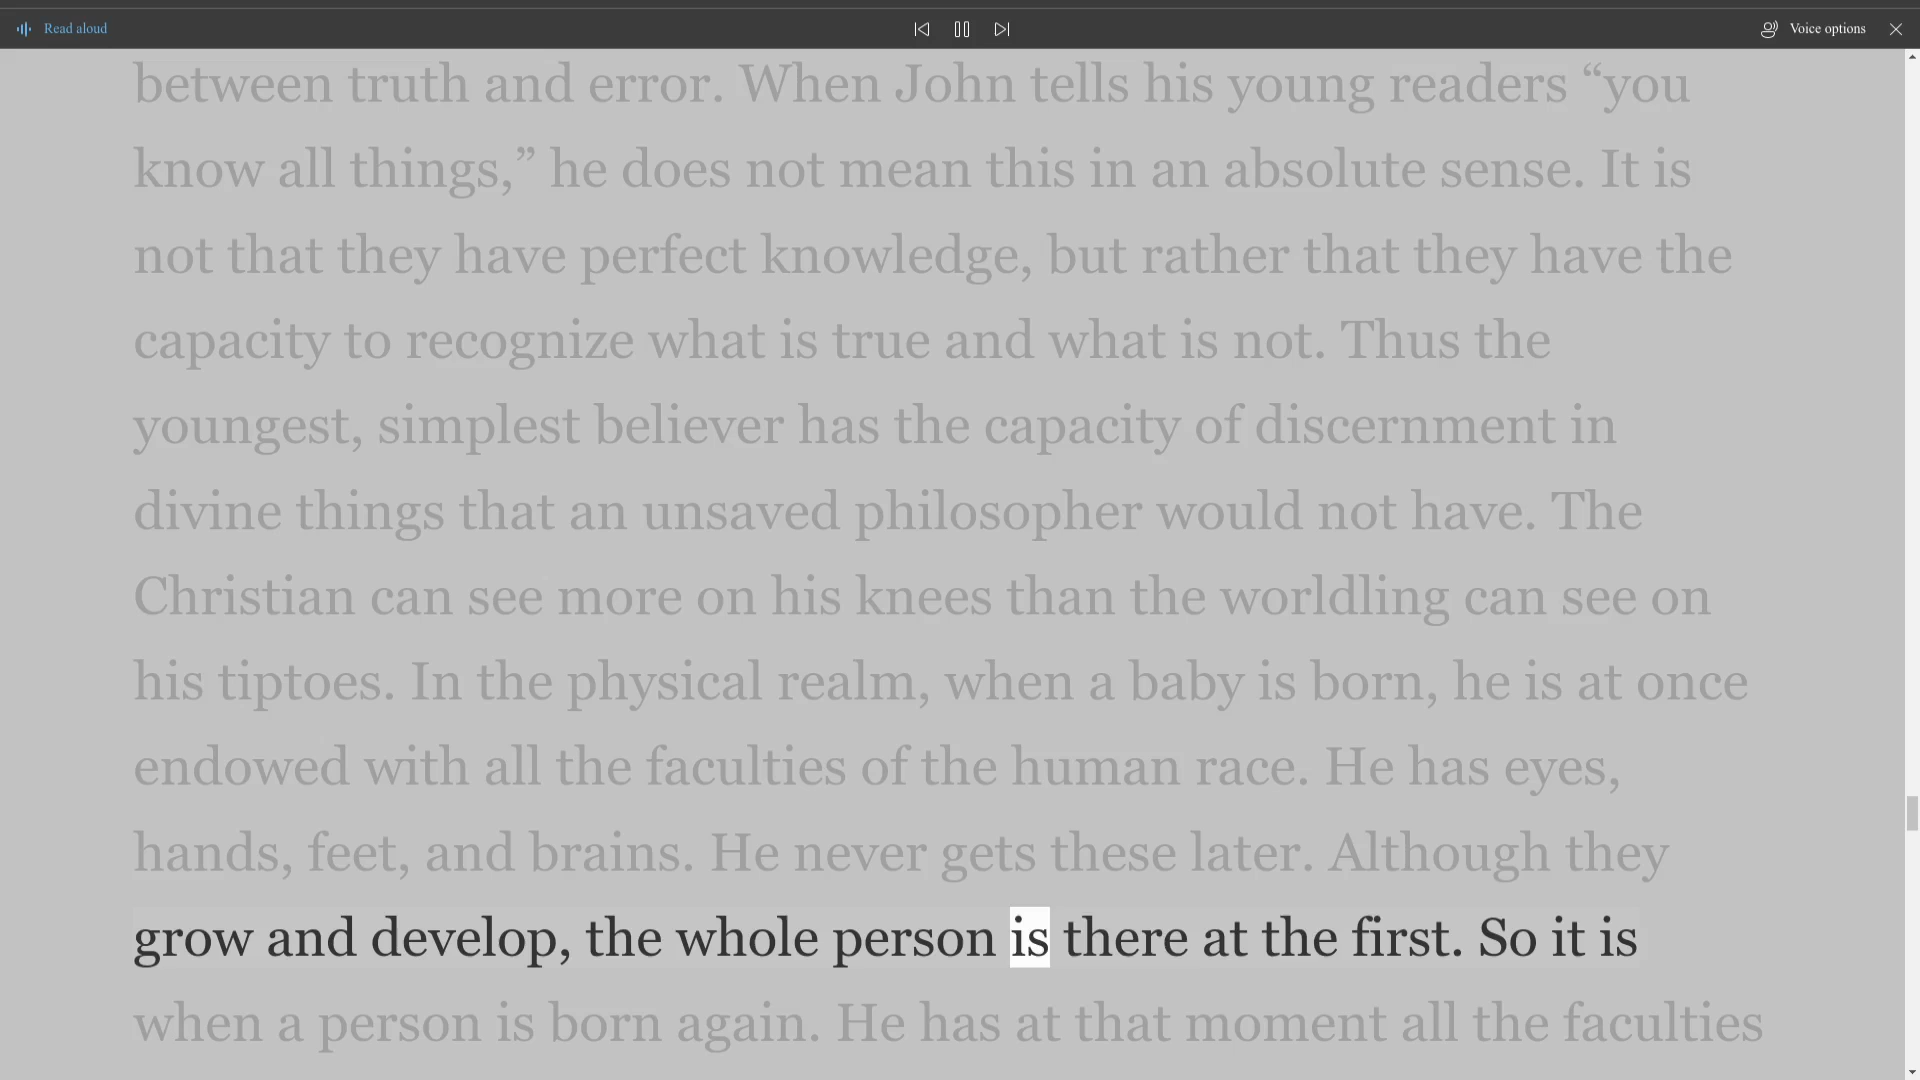 Read aloud
Voice options
between truth and error. When John tells his young readers “you
know all things,” he does not mean this in an absolute sense. It is
not that they have perfect knowledge, but rather that they have the
capacity to recognize what is true and what is not. Thus the
youngest, simplest believer has the capacity of discernment in
divine things that an unsaved philosopher would not have. The
Christian can see more on his knees than the worldling can see on
his tiptoes. In the physical realm, when a baby is born, he is at once
endowed with all the faculties of the human race. He has eyes,
hands, feet, and brains. He never gets these later. Although they
grow and develop, the whole person is there at the first. So it is
when a person is born again. He has at that moment all the faculties